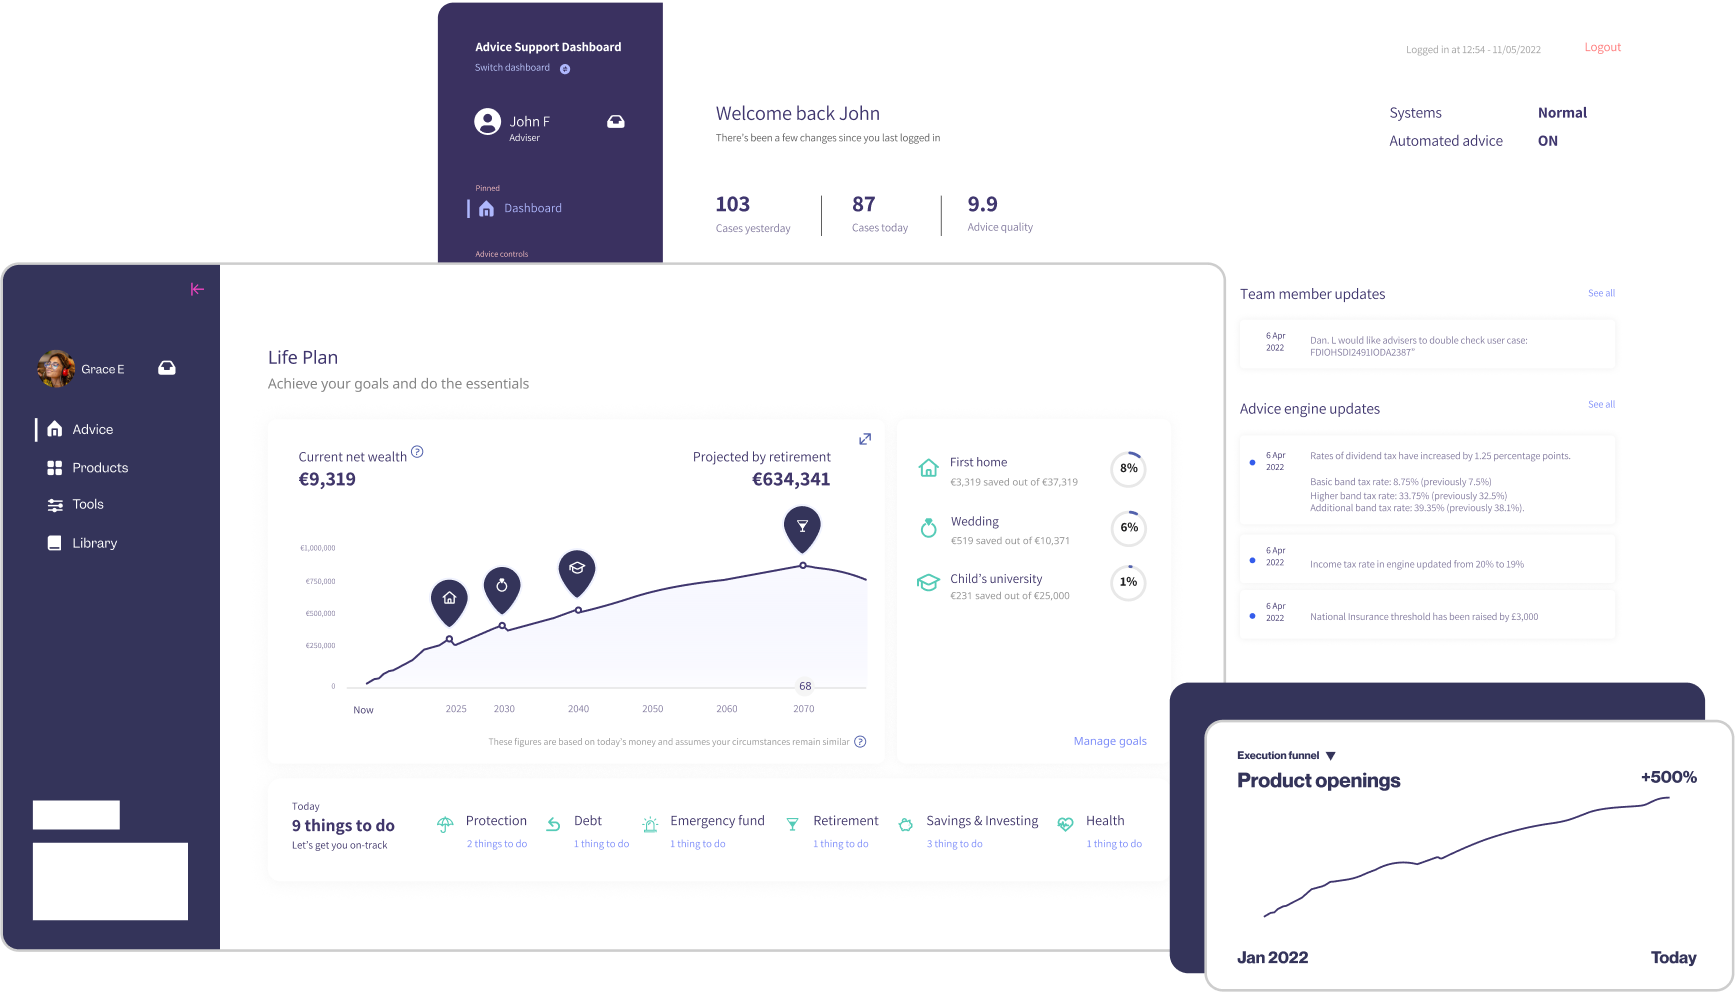 Advice Support Dashboard
Switch dashboard
John F
Adviser
Pinned
Dashboard
Advice controls
Logged in at 12:54 - 11/05/2022
Logout
Welcome back John
There's been a few changes since you last logged in
Systems Normal
Automated advice ON
103 87 9.9
Cases yesterday Cases today Advice quality
Team member updates See all
6 Apr
2022
Dan. L would like advisers to double check user case:
FDIOHSDI2491IODA2387"
Advice engine updates See all
6 Apr
2022
Rates of dividend tax have increased by 1.25 percentage points.
Basic band tax rate: 8.75% (previously 7.5%)
Higher band tax rate: 33.75% (previously 32.5%)
Additional band tax rate: 39.35% (previously 38.1%).
6 Apr
2022
Income tax rate in engine updated from 20% to 19%
6 Apr
2022
National Insurance threshold has been raised by £3,000
Grace E
Advice
Products
Tools
Library
Life Plan
Achieve your goals and do the essentials
Current net wealth ?
€9,319
Projected by retirement
€634,341
€1,000,000
€750,000
€500,000
€250,000
0
68
Now 2025 2030 2040 2050 2060 2070
These figures are based on today's money and assumes your circumstances remain similar ?
First home
€3,319 saved out of €37,319
8%
Wedding
€519 saved out of €10,371
6%
Child's university
€231 saved out of €25,000
1%
Manage goals
Today
9 things to do
Let's get you on-track
Protection
2 things to do
Debt
1 thing to do
Emergency fund
1 thing to do
Retirement
1 thing to do
Savings & Investing
3 thing to do
Health
1 thing to do
Execution funnel ▼
Product openings
+500%
Jan 2022 Today